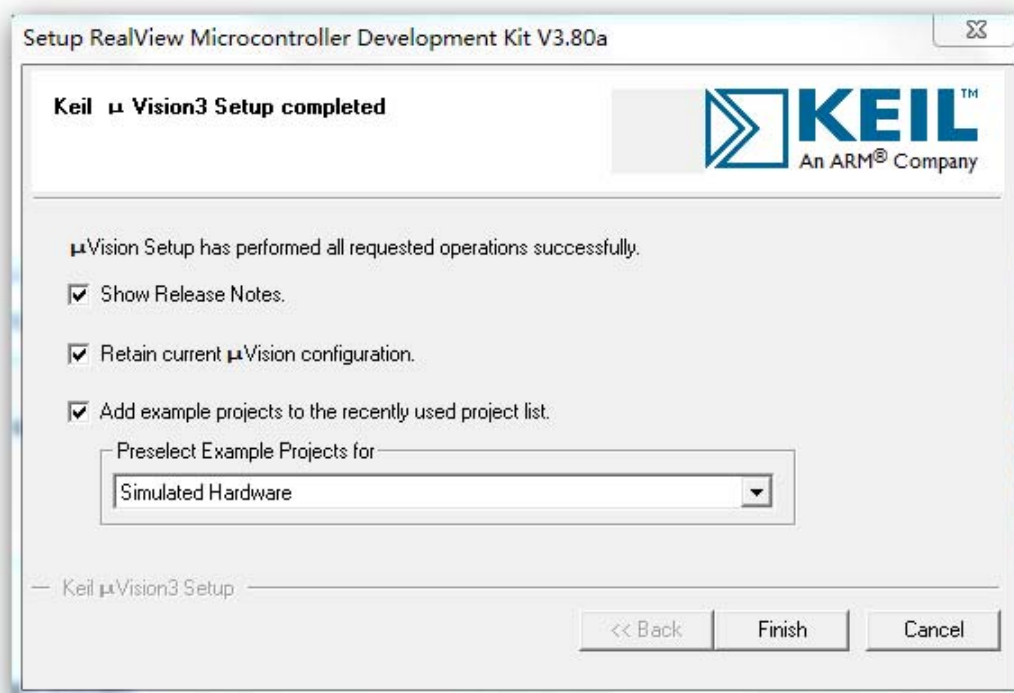 Setup RealView Microcontroller Development Kit V3.80a
Keil μ Vision3 Setup completed
KEIL™
An ARM® Company
μVision Setup has performed all requested operations successfully.
Show Release Notes.
Retain current μVision configuration.
Add example projects to the recently used project list.
Preselect Example Projects for
Simulated Hardware
Keil μVision3 Setup
<< Back Finish Cancel